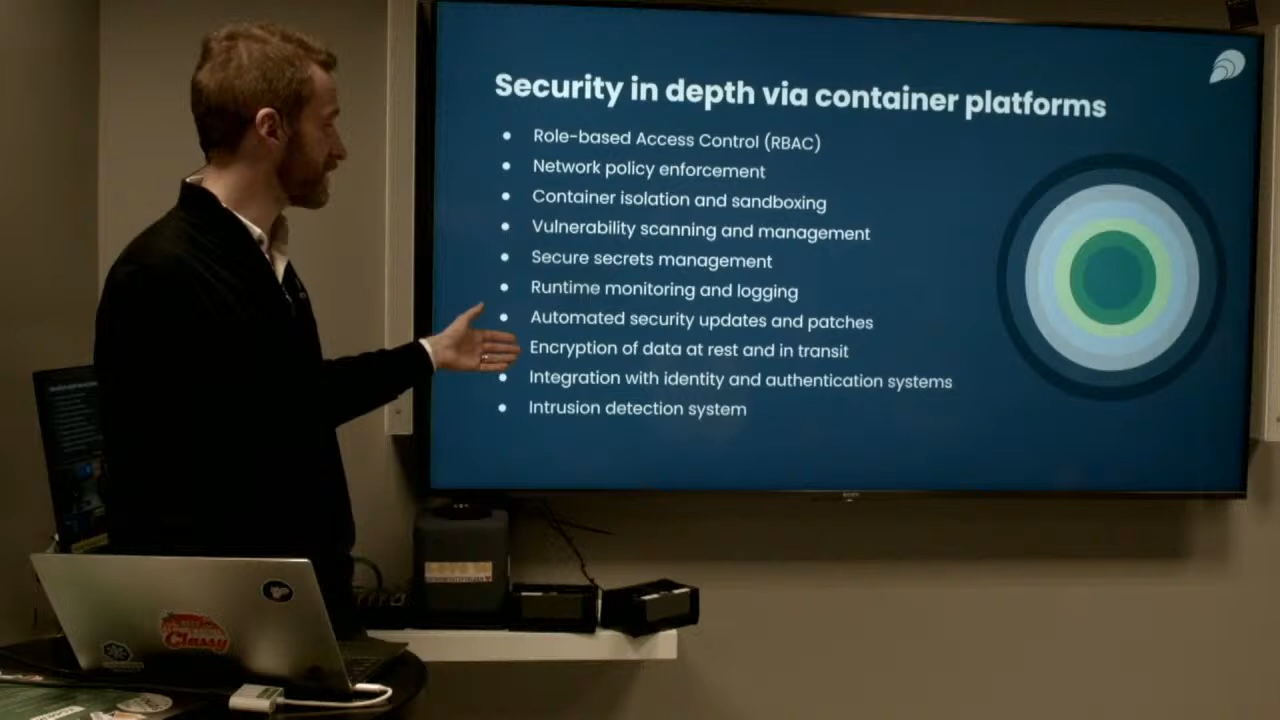 Security in depth via container platforms
Role-based Access Control (RBAC)
Network policy enforcement
Container isolation and sandboxing
Vulnerability scanning and management
Secure secrets management
Runtime monitoring and logging
Automated security updates and patches
Encryption of data at rest and in transit
Integration with identity and authentication systems
Intrusion detection system
SONY
Classy